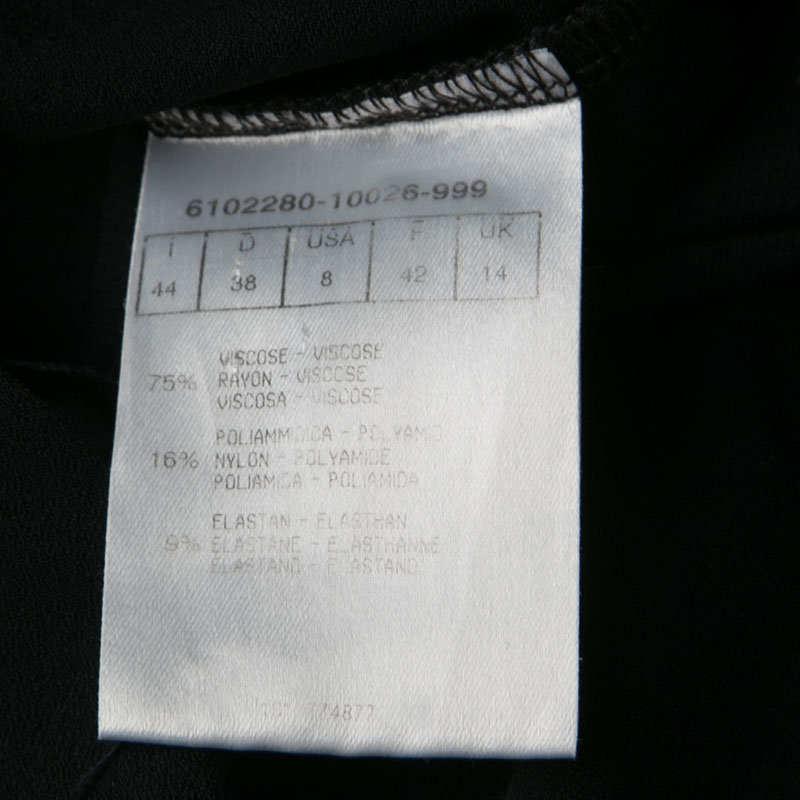 6102280-10026-999
I D USA F UK
44 38 8 42 14
VISCOSE - VISCOSE
75% RAYON - VISCOSE
VISCOSA - VISCOSE
POLIAMMIDICA - POLYAMID
16% NYLON - POLYAMIDE
POLIAMIDA - POLIAMIDA
ELASTAN - ELASTHAN
9% ELASTANE - ELASTHANNE
ELASTANO - ELASTANO
774877